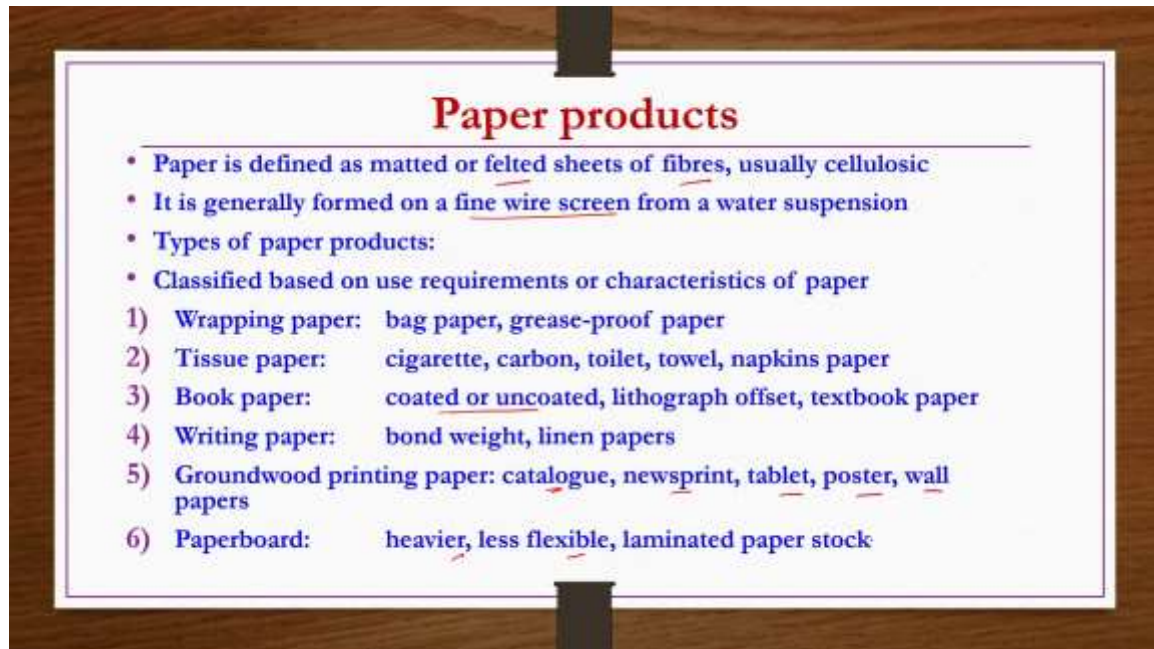 Paper products
• Paper is defined as matted or felted sheets of fibres, usually cellulosic
• It is generally formed on a fine wire screen from a water suspension
• Types of paper products:
• Classified based on use requirements or characteristics of paper
1) Wrapping paper: bag paper, grease-proof paper
2) Tissue paper: cigarette, carbon, toilet, towel, napkins paper
3) Book paper: coated or uncoated, lithograph offset, textbook paper
4) Writing paper: bond weight, linen papers
5) Groundwood printing paper: catalogue, newsprint, tablet, poster, wall
papers
6) Paperboard: heavier, less flexible, laminated paper stock